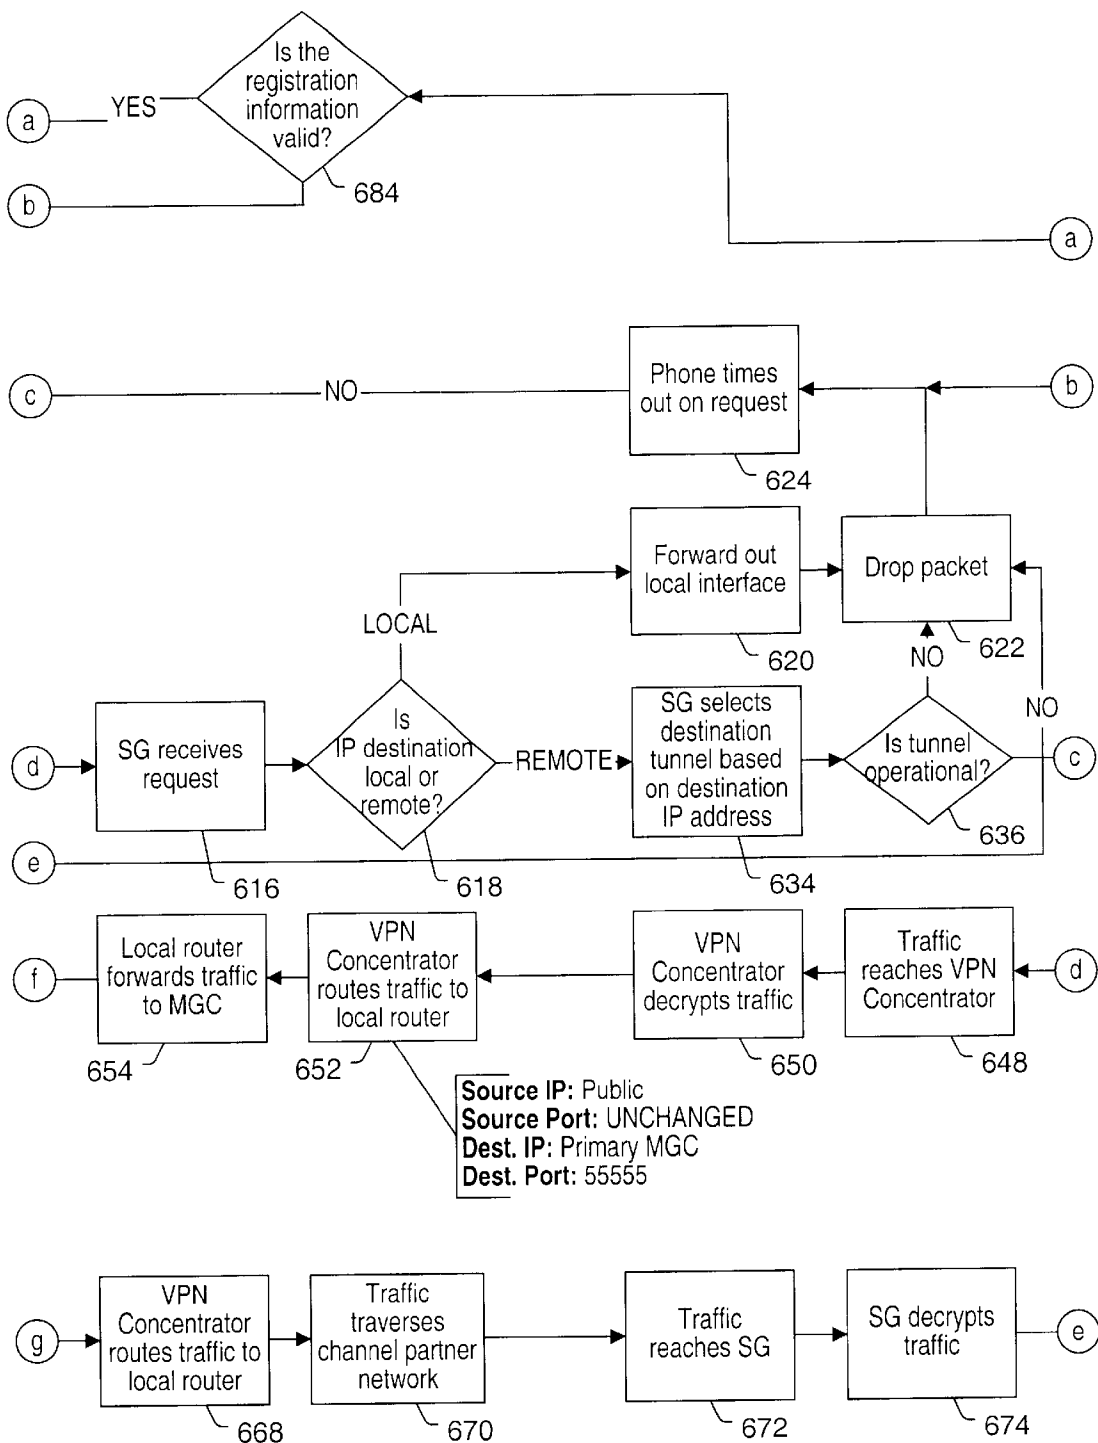 Is the
registration
information
valid?
YES
a
684
b
a
Phone times
out on request
NO
c
b
624
Forward out
local interface
Drop packet
LOCAL
620
622
NO
NO
SG receives
request
Is
IP destination
local or
remote?
REMOTE
SG selects
destination
tunnel based
on destination
IP address
Is tunnel
operational?
d
c
636
e
616
618
634
Local router
forwards traffic
to MGC
VPN
Concentrator
routes traffic to
local router
VPN
Concentrator
decrypts traffic
Traffic
reaches VPN
Concentrator
f
d
654
652
650
648
Source IP: Public
Source Port: UNCHANGED
Dest. IP: Primary MGC
Dest. Port: 55555
VPN
Concentrator
routes traffic to
local router
Traffic
traverses
channel partner
network
Traffic
reaches SG
SG decrypts
traffic
g
e
668
670
672
674